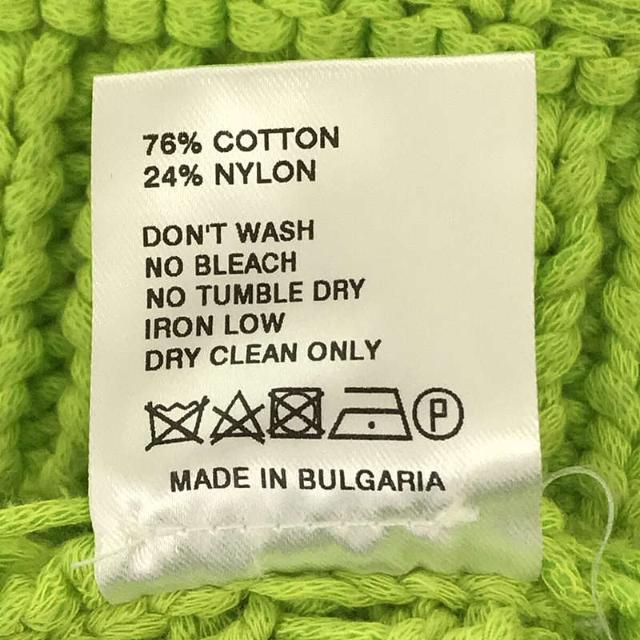 76% COTTON
24% NYLON
DON'T WASH
NO BLEACH
NO TUMBLE DRY
IRON LOW
DRY CLEAN ONLY
P
MADE IN BULGARIA